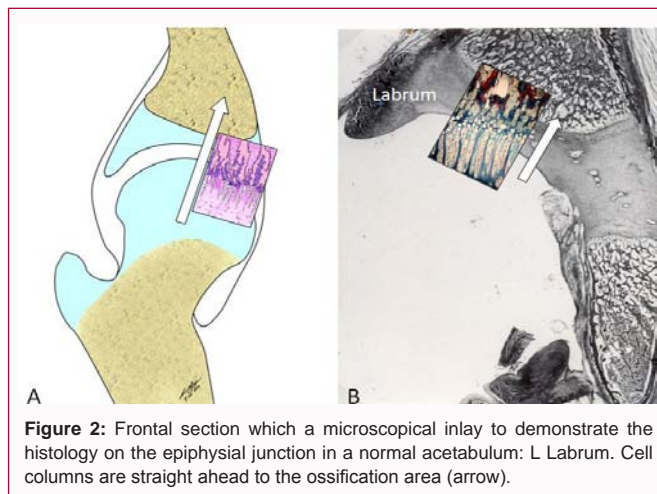 Labrum
A
B
Figure 2: Frontal section which a microscopical inlay to demonstrate the
histology on the epiphysial junction in a normal acetabulum: L Labrum. Cell
columns are straight ahead to the ossification area (arrow).